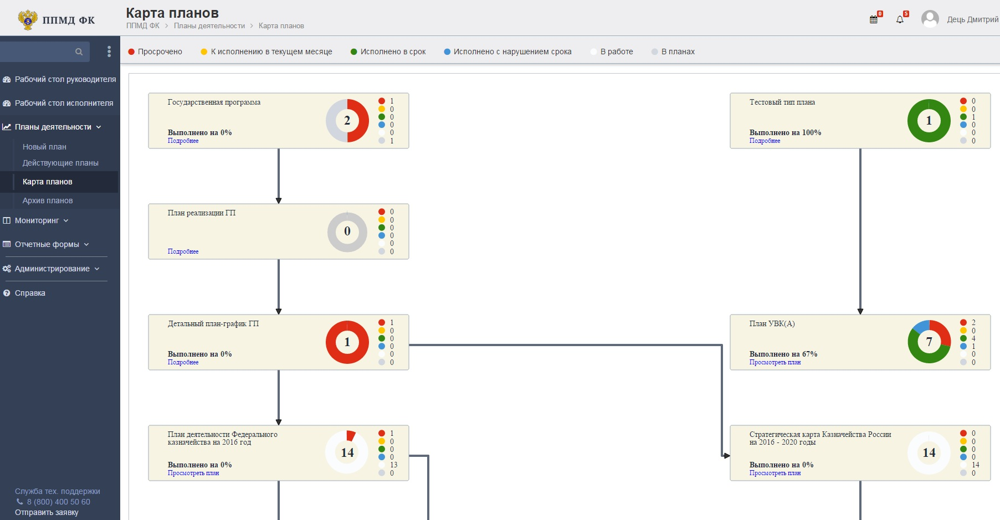 ППМД ФК
Карта планов
ППМД ФК > Планы деятельности > Карта планов
0
5
Дець Дмитрий
Просрочено
К исполнению в текущем месяце
Исполнено в срок
Исполнено с нарушением срока
В работе
В планах
Рабочий стол руководителя
Рабочий стол исполнителя
Планы деятельности
Новый план
Действующие планы
Карта планов
Архив планов
Мониторинг
Отчетные формы
Администрирование
Справка
Служба тех. поддержки
8 (800) 400 50 60
Отправить заявку
Государственная программа
Выполнено на 0%
Подробнее
2
1
0
0
0
0
1
Тестовый тип плана
Выполнено на 100%
Подробнее
1
0
0
1
0
0
0
План реализации ГП
Подробнее
0
0
0
0
0
0
0
Детальный план-график ГП
Выполнено на 0%
Подробнее
1
1
0
0
0
0
0
План УВК(А)
Выполнено на 67%
Просмотреть план
7
2
0
4
1
0
0
План деятельности Федерального
казначейства на 2016 год
Выполнено на 0%
Просмотреть план
14
1
0
0
0
13
0
Стратегическая карта Казначейства России
на 2016 - 2020 годы
Выполнено на 0%
Просмотреть план
14
0
0
0
0
14
0